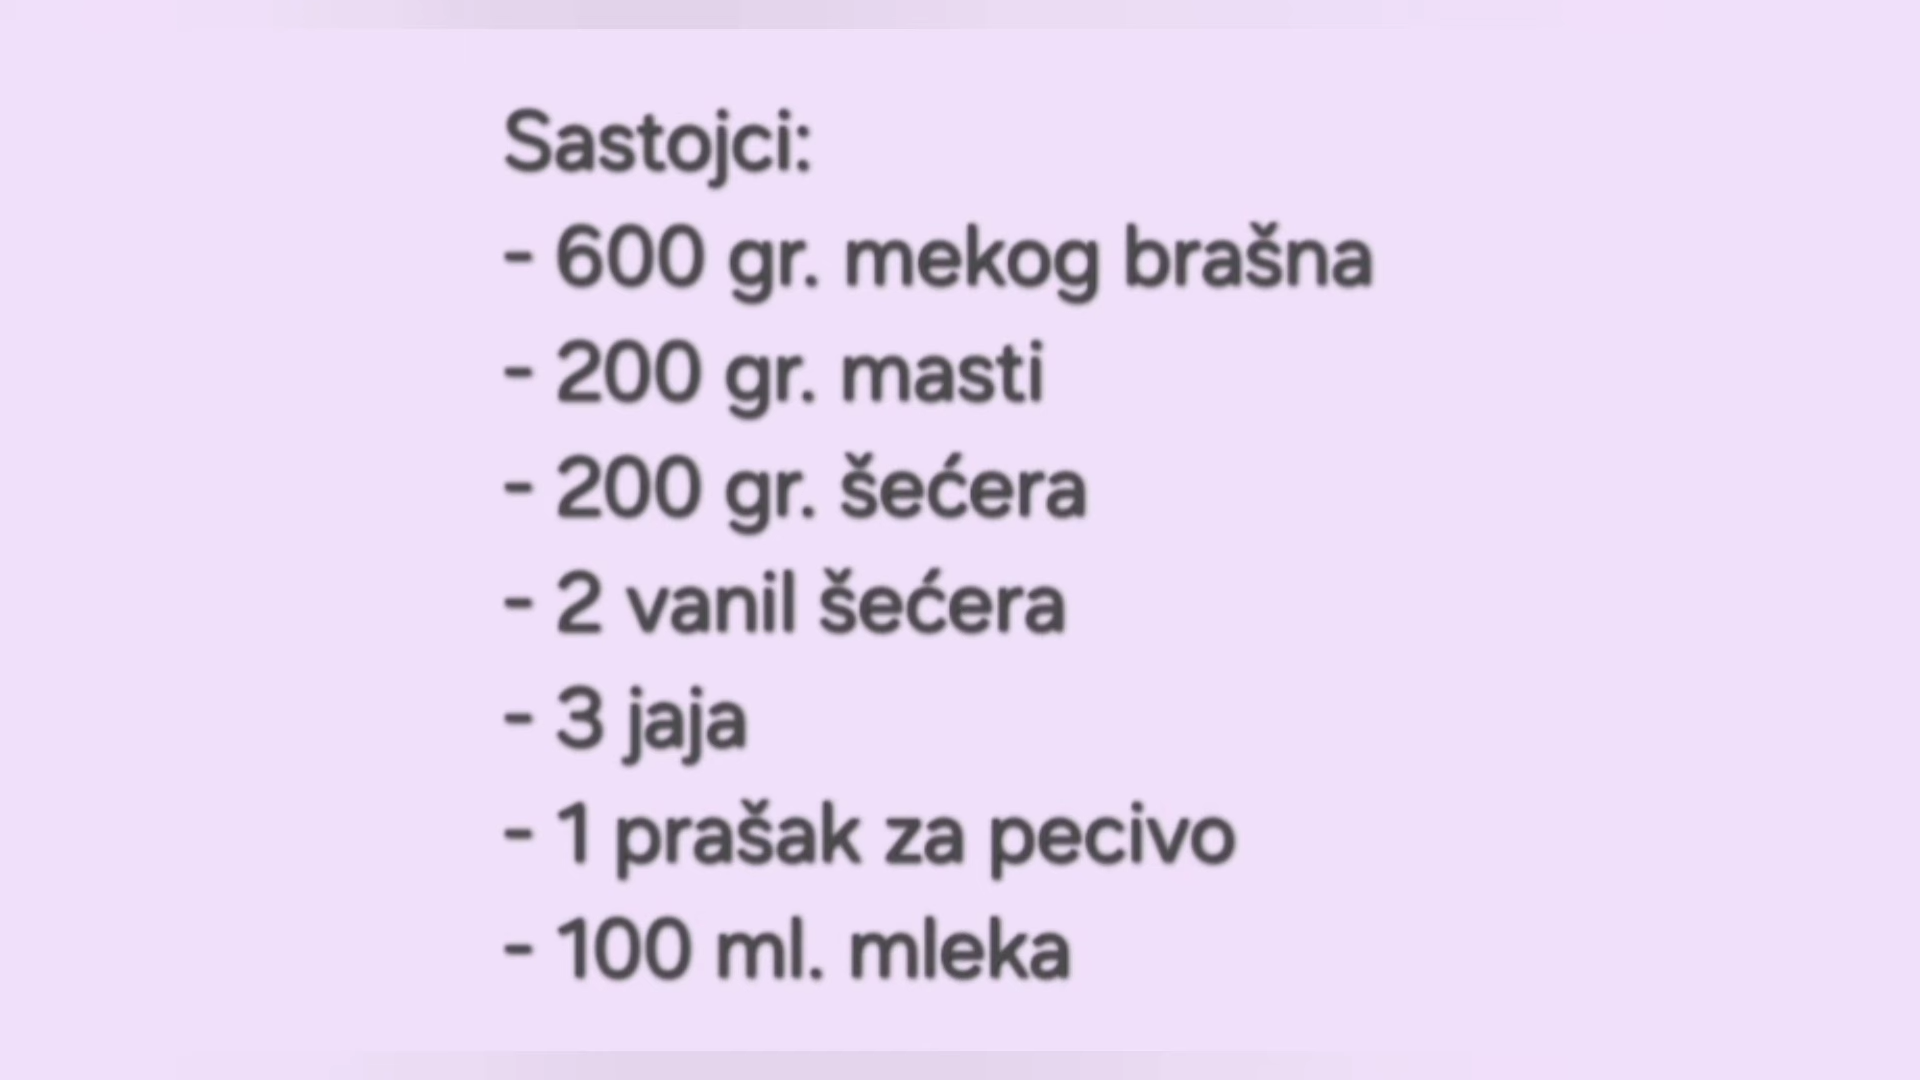 Sastojci:
- 600 gr. mekog brašna
- 200 gr. masti
- 200 gr. šećera
- 2 vanil šećera
- 3 jaja
- 1 prašak za pecivo
- 100 ml. mleka